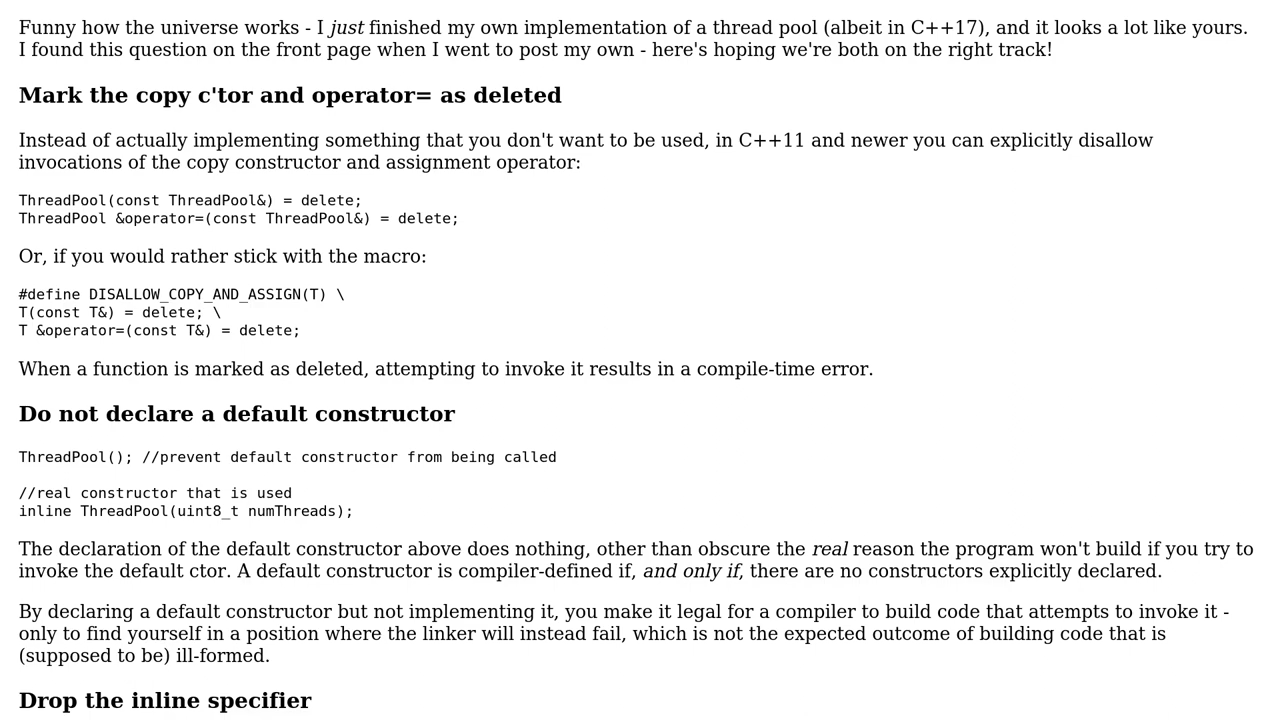 Funny how the universe works - I just finished my own implementation of a thread pool (albeit in C++17), and it looks a lot like yours.
I found this question on the front page when I went to post my own - here's hoping we're both on the right track!
Mark the copy c'tor and operator= as deleted
Instead of actually implementing something that you don't want to be used, in C++11 and newer you can explicitly disallow
invocations of the copy constructor and assignment operator:
ThreadPool(const ThreadPool&) = delete;
ThreadPool &operator=(const ThreadPool&) = delete;
Or, if you would rather stick with the macro:
#define DISALLOW_COPY_AND_ASSIGN(T) \
T(const T&) = delete; \
T &operator=(const T&) = delete;
When a function is marked as deleted, attempting to invoke it results in a compile-time error.
Do not declare a default constructor
ThreadPool(); //prevent default constructor from being called
//real constructor that is used
inline ThreadPool(uint8_t numThreads);
The declaration of the default constructor above does nothing, other than obscure the real reason the program won't build if you try to
invoke the default ctor. A default constructor is compiler-defined if, and only if, there are no constructors explicitly declared.
By declaring a default constructor but not implementing it, you make it legal for a compiler to build code that attempts to invoke it -
only to find yourself in a position where the linker will instead fail, which is not the expected outcome of building code that is
(supposed to be) ill-formed.
Drop the inline specifier